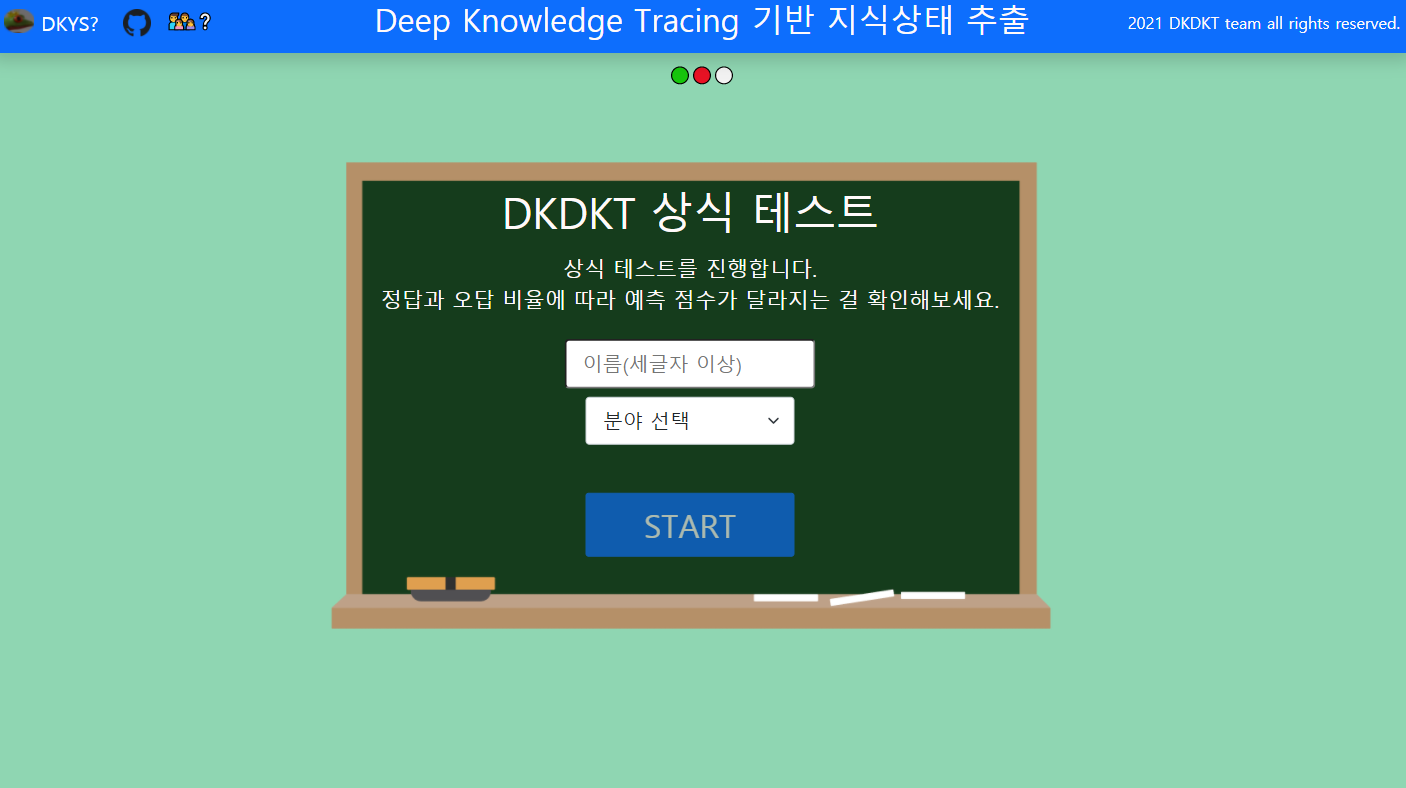 DKYS?
?
Deep Knowledge Tracing 기반 지식상태 추출
2021 DKDKT team all rights reserved.
DKDKT 상식 테스트
상식 테스트를 진행합니다.
정답과 오답 비율에 따라 예측 점수가 달라지는 걸 확인해보세요.
이름(세글자 이상)
분야 선택
START